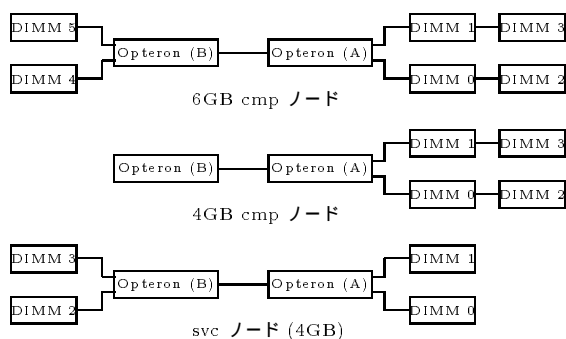 DIMM 5
Opteron (B)
Opteron (A)
DIMM 1
DIMM 3
DIMM 4
DIMM 0
DIMM 2
6GB cmp ノード
Opteron (B)
Opteron (A)
DIMM 1
DIMM 3
DIMM 0
DIMM 2
4GB cmp ノード
DIMM 3
Opteron (B)
Opteron (A)
DIMM 1
DIMM 2
DIMM 0
svc ノード (4GB)